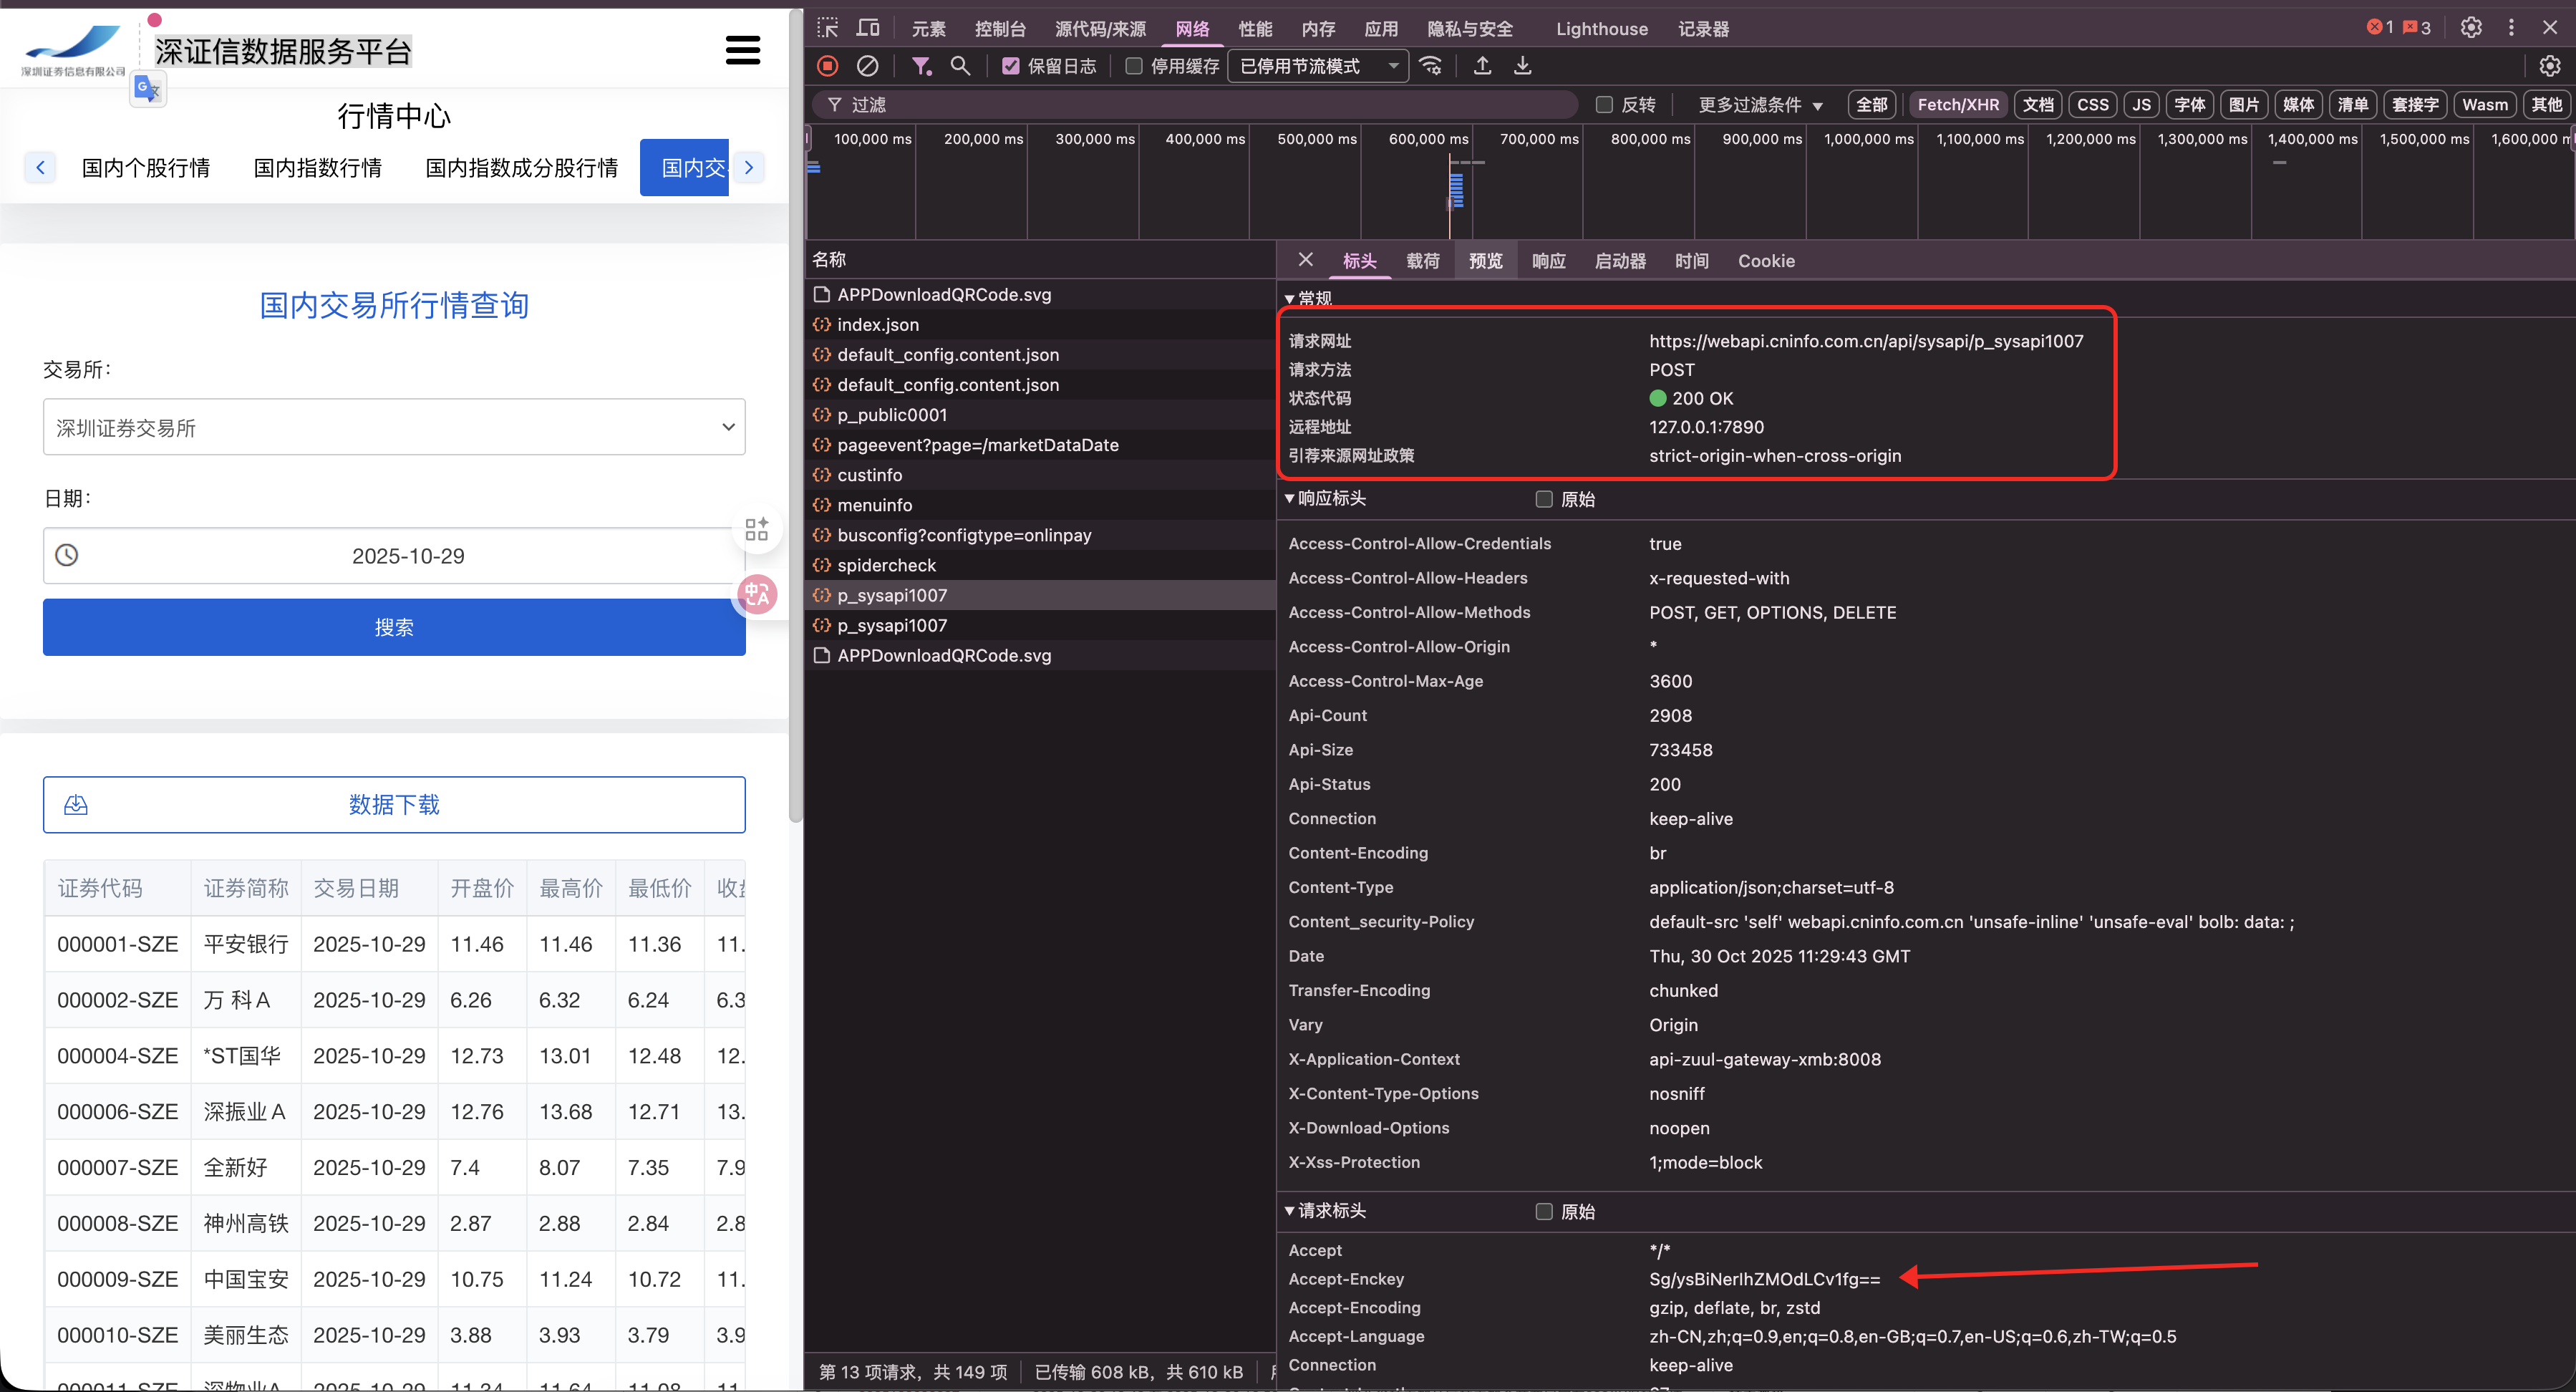 深圳证券信息有限公司
深证信数据服务平台
行情中心
国内个股行情 国内指数行情 国内指数成分股行情 国内交
国内交易所行情查询
交易所:
深圳证券交易所
日期:
2025-10-29
搜索
数据下载
证券代码 证券简称 交易日期 开盘价 最高价 最低价 收
000001-SZE 平安银行 2025-10-29 11.46 11.46 11.36 11.
000002-SZE 万 科A 2025-10-29 6.26 6.32 6.24 6.3
000004-SZE *ST国华 2025-10-29 12.73 13.01 12.48 12.
000006-SZE 深振业A 2025-10-29 12.76 13.68 12.71 13.
000007-SZE 全新好 2025-10-29 7.4 8.07 7.35 7.9
000008-SZE 神州高铁 2025-10-29 2.87 2.88 2.84 2.8
000009-SZE 中国宝安 2025-10-29 10.75 11.24 10.72 11.
000010-SZE 美丽生态 2025-10-29 3.88 3.93 3.79 3.9
000011-SZE 深物业A 2025-10-29 11.34 11.64 11.08 11.
元素 控制台 源代码/来源 网络 性能 内存 应用 隐私与安全 Lighthouse 记录器 1 3
保留日志 停用缓存 已停用节流模式
过滤 反转 更多过滤条件 全部 Fetch/XHR 文档 CSS JS 字体 图片 媒体 清单 套接字 Wasm 其他
100,000 ms 200,000 ms 300,000 ms 400,000 ms 500,000 ms 600,000 ms 700,000 ms 800,000 ms 900,000 ms 1,000,000 ms 1,100,000 ms 1,200,000 ms 1,300,000 ms 1,400,000 ms 1,500,000 ms 1,600,000 m
名称
APPDownloadQRCode.svg
index.json
default_config.content.json
default_config.content.json
p_public0001
pageevent?page=/marketDataDate
custinfo
menuinfo
busconfig?configtype=onlinpay
spidercheck
p_sysapi1007
p_sysapi1007
APPDownloadQRCode.svg
第 13 项请求，共 149 项 已传输 608 kB，共 610 kB
标头 载荷 预览 响应 启动器 时间 Cookie
常规
请求网址 https://webapi.cninfo.com.cn/api/sysapi/p_sysapi1007
请求方法 POST
状态代码 200 OK
远程地址 127.0.0.1:7890
引荐来源网址政策 strict-origin-when-cross-origin
响应标头 原始
Access-Control-Allow-Credentials true
Access-Control-Allow-Headers x-requested-with
Access-Control-Allow-Methods POST, GET, OPTIONS, DELETE
Access-Control-Allow-Origin *
Access-Control-Max-Age 3600
Api-Count 2908
Api-Size 733458
Api-Status 200
Connection keep-alive
Content-Encoding br
Content-Type application/json;charset=utf-8
Content_security-Policy default-src 'self' webapi.cninfo.com.cn 'unsafe-inline' 'unsafe-eval' bolb: data: ;
Date Thu, 30 Oct 2025 11:29:43 GMT
Transfer-Encoding chunked
Vary Origin
X-Application-Context api-zuul-gateway-xmb:8008
X-Content-Type-Options nosniff
X-Download-Options noopen
X-Xss-Protection 1;mode=block
请求标头 原始
Accept */*
Accept-Enckey Sg/ysBiNerIhZMOdLCv1fg==
Accept-Encoding gzip, deflate, br, zstd
Accept-Language zh-CN,zh;q=0.9,en;q=0.8,en-GB;q=0.7,en-US;q=0.6,zh-TW;q=0.5
Connection keep-alive